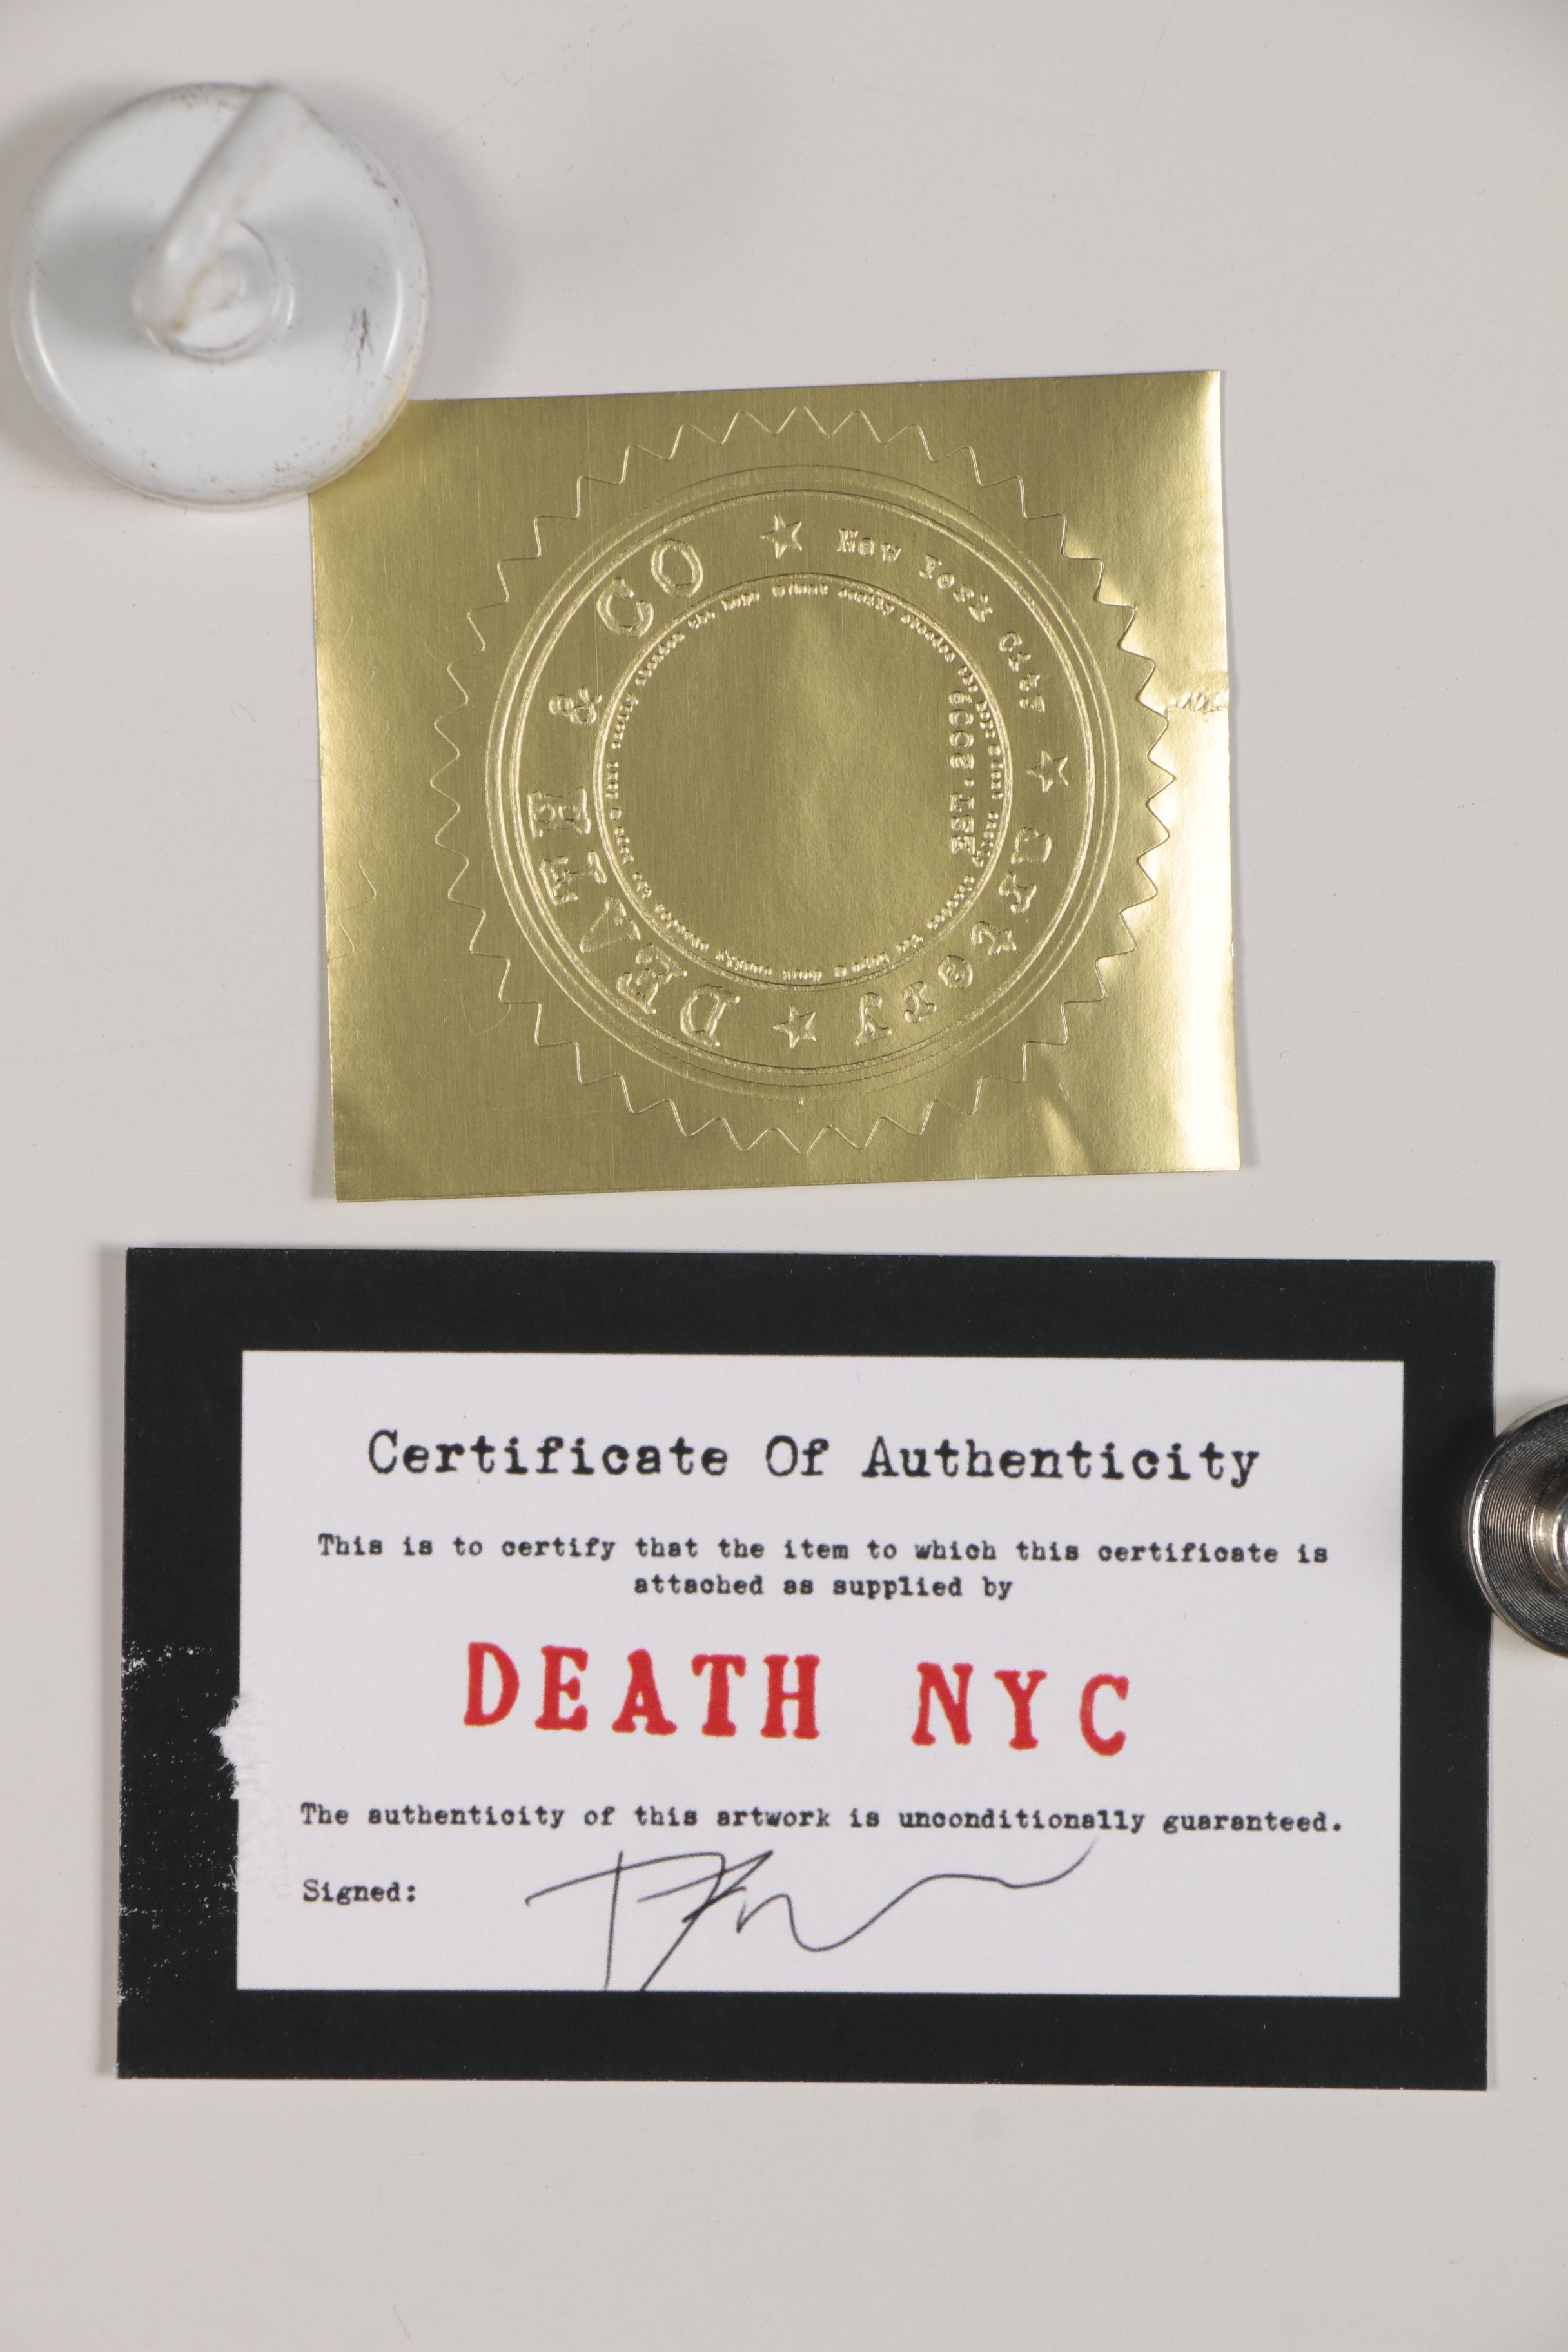 DEATH & CO
New York City
Artery
EST. 2009
Certificate Of Authenticity
This is to certify that the item to which this certificate is
attached as supplied by
DEATH NYC
The authenticity of this artwork is unconditionally guaranteed.
Signed: